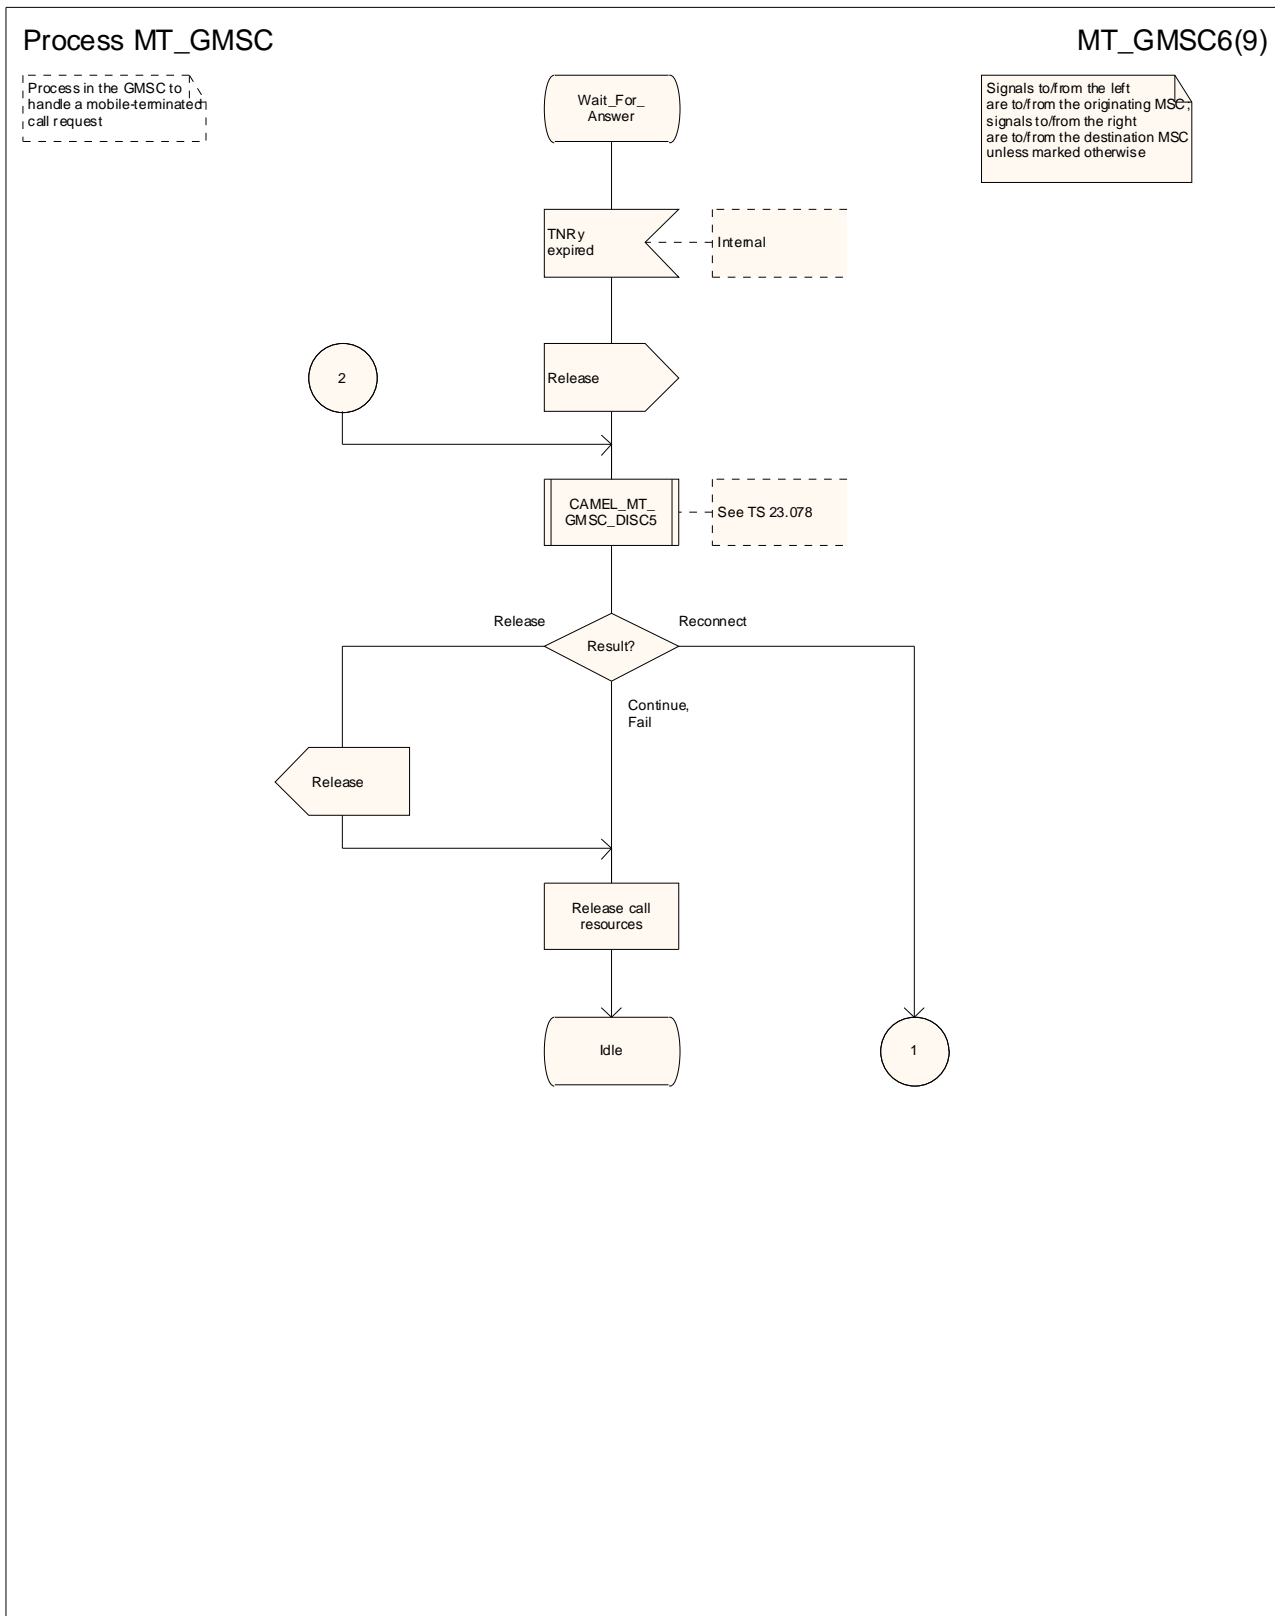 Process MT_GMSC
MT_GMSC6(9)
Process in the GMSC to
handle a mobile-terminated
call request
Wait_For_
Answer
Signals to/from the left
are to/from the originating MSC;
signals to/from the right
are to/from the destination MSC
unless marked otherwise
TNRy
expired
Internal
2
Release
CAMEL_MT_
GMSC_DISC5
See TS 23.078
Release
Reconnect
Result?
Continue,
Fail
Release
Release call
resources
Idle
1